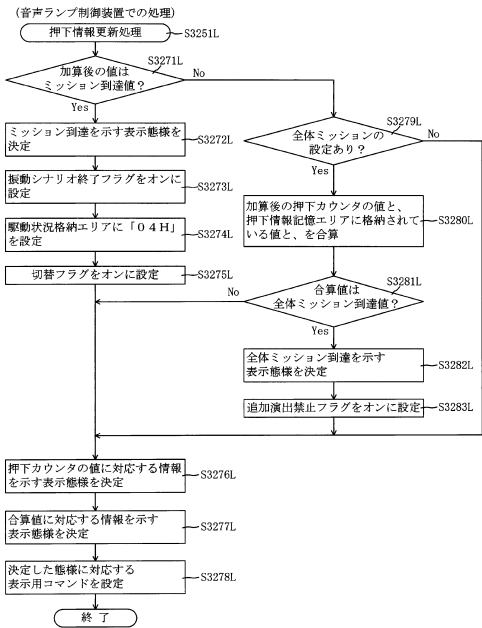 (音声ランプ制御装置での処理)
押下情報更新処理
S3251L
加算後の値は
ミッション到達値?
S3271L
No
Yes
ミッション到達を示す表示態様を
決定
S3272L
振動シナリオ終了フラグをオンに
設定
S3273L
駆動状況格納エリアに「04H」
を設定
S3274L
切替フラグをオンに設定
S3275L
全体ミッションの
設定あり?
S3279L
No
Yes
加算後の押下カウンタの値と、
押下情報記憶エリアに格納されて
いる値と、を合算
S3280L
合算値は
全体ミッション到達値?
S3281L
No
Yes
全体ミッション到達を示す
表示態様を決定
S3282L
追加演出禁止フラグをオンに設定
S3283L
押下カウンタの値に対応する情報
を示す表示態様を決定
S3276L
合算値に対応する情報を示す
表示態様を決定
S3277L
決定した態様に対応する
表示用コマンドを設定
S3278L
終了